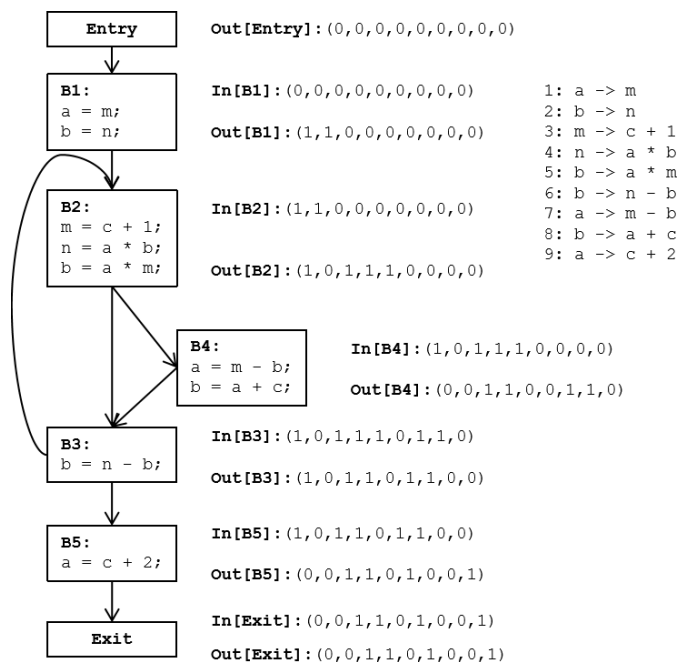 Entry
Out[Entry]:(0,0,0,0,0,0,0,0,0)
B1:
a = m;
b = n;
In[B1]:(0,0,0,0,0,0,0,0,0)
Out[B1]:(1,1,0,0,0,0,0,0,0)
1: a -> m
2: b -> n
3: m -> c + 1
4: n -> a * b
5: b -> a * m
6: b -> n - b
7: a -> m - b
8: b -> a + c
9: a -> c + 2
B2:
m = c + 1;
n = a * b;
b = a * m;
In[B2]:(1,1,0,0,0,0,0,0,0)
Out[B2]:(1,0,1,1,1,0,0,0,0)
B4:
a = m - b;
b = a + c;
In[B4]:(1,0,1,1,1,0,0,0,0)
Out[B4]:(0,0,1,1,0,0,1,1,0)
B3:
b = n - b;
In[B3]:(1,0,1,1,1,0,1,1,0)
Out[B3]:(1,0,1,1,0,1,1,0,0)
B5:
a = c + 2;
In[B5]:(1,0,1,1,0,1,1,0,0)
Out[B5]:(0,0,1,1,0,1,0,0,1)
Exit
In[Exit]:(0,0,1,1,0,1,0,0,1)
Out[Exit]:(0,0,1,1,0,1,0,0,1)